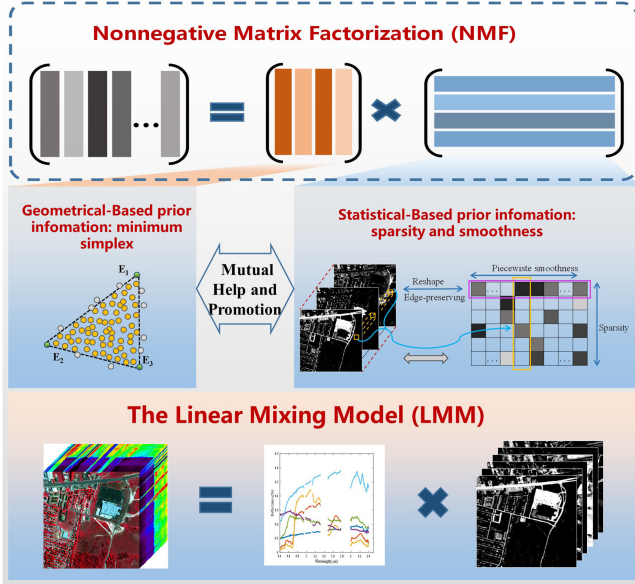 Nonnegative Matrix Factorization (NMF)
Geometrical-Based prior
infomation: minimum
simplex
E1
E2
E3
Mutual
Help and
Promotion
Statistical-Based prior infomation:
sparsity and smoothness
Reshape
Edge-preserving
Piecewiste smoothness
Sparsity
The Linear Mixing Model (LMM)